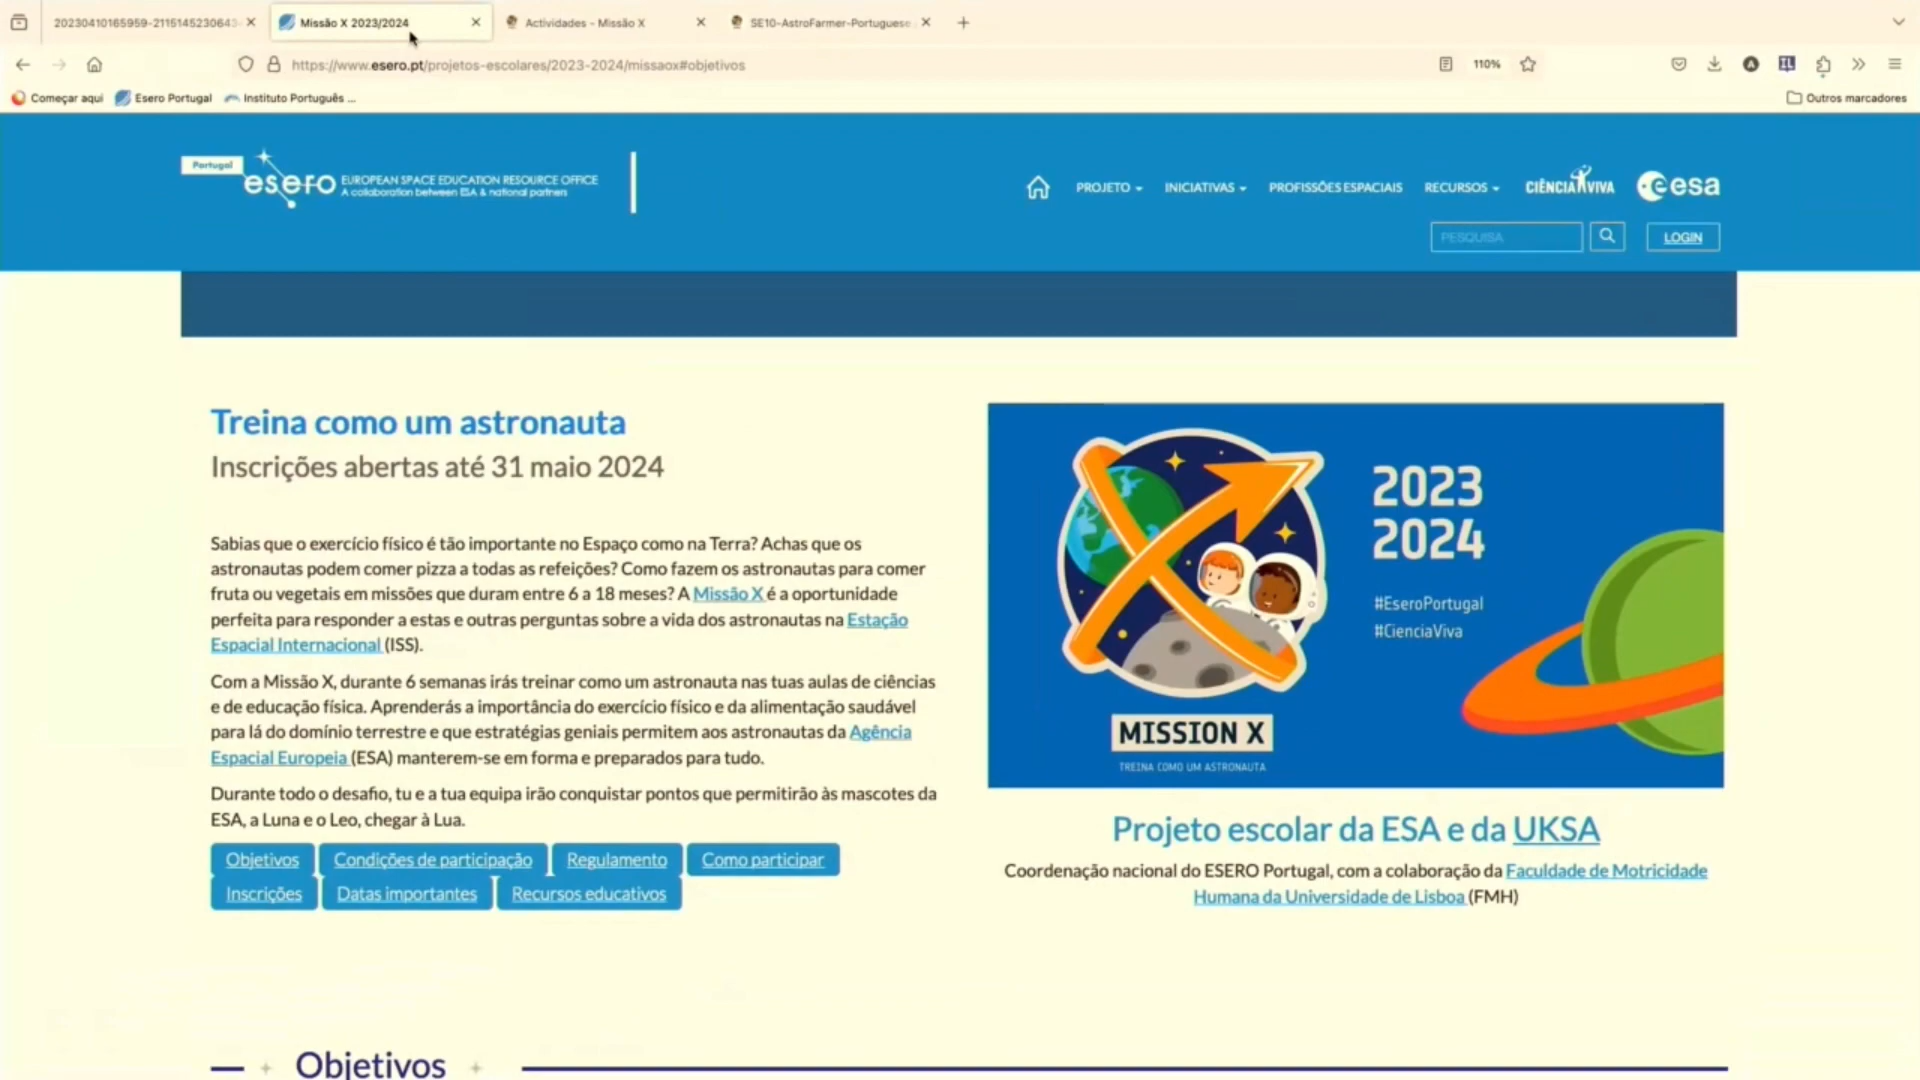 20230410165959-2115145230643
Missão X 2023/2024
Actividades - Missão X
SE10-AstroFarmer-Portuguese
https://www.esero.pt/projetos-escolares/2023-2024/missaox#objetivos
110%
Começar aqui
Esero Portugal
Instituto Português ...
Outros marcadores
Portugal
esero
EUROPEAN SPACE EDUCATION RESOURCE OFFICE
A collaboration between ESA & national partners
PROJETO
INICIATIVAS
PROFISSÕES ESPACIAIS
RECURSOS
CIÊNCIA VIVA
esa
PESQUISA
LOGIN
Treina como um astronauta
Inscrições abertas até 31 maio 2024
Sabias que o exercício físico é tão importante no Espaço como na Terra? Achas que os
astronautas podem comer pizza a todas as refeições? Como fazem os astronautas para comer
fruta ou vegetais em missões que duram entre 6 a 18 meses? A Missão X é a oportunidade
perfeita para responder a estas e outras perguntas sobre a vida dos astronautas na Estação
Espacial Internacional (ISS).
Com a Missão X, durante 6 semanas irás treinar como um astronauta nas tuas aulas de ciências
e de educação física. Aprenderás a importância do exercício físico e da alimentação saudável
para lá do domínio terrestre e que estratégias geniais permitem aos astronautas da Agência
Espacial Europeia (ESA) manterem-se em forma e preparados para tudo.
Durante todo o desafio, tu e a tua equipa irão conquistar pontos que permitirão às mascotes da
ESA, a Luna e o Leo, chegar à Lua.
Objetivos
Condições de participação
Regulamento
Como participar
Inscrições
Datas importantes
Recursos educativos
2023
2024
#EseroPortugal
#CienciaViva
MISSION X
TREINA COMO UM ASTRONAUTA
Projeto escolar da ESA e da UKSA
Coordenação nacional do ESERO Portugal, com a colaboração da Faculdade de Motricidade
Humana da Universidade de Lisboa (FMH)
Objetivos